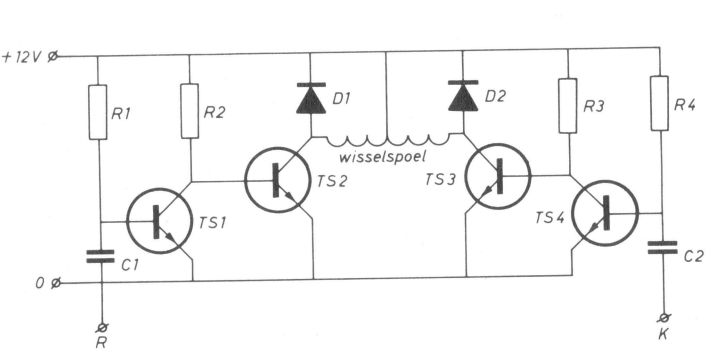 +12V
R1
R2
D1
D2
R3
R4
wisselspoel
TS1
TS2
TS3
TS4
C1
C2
0
R
K